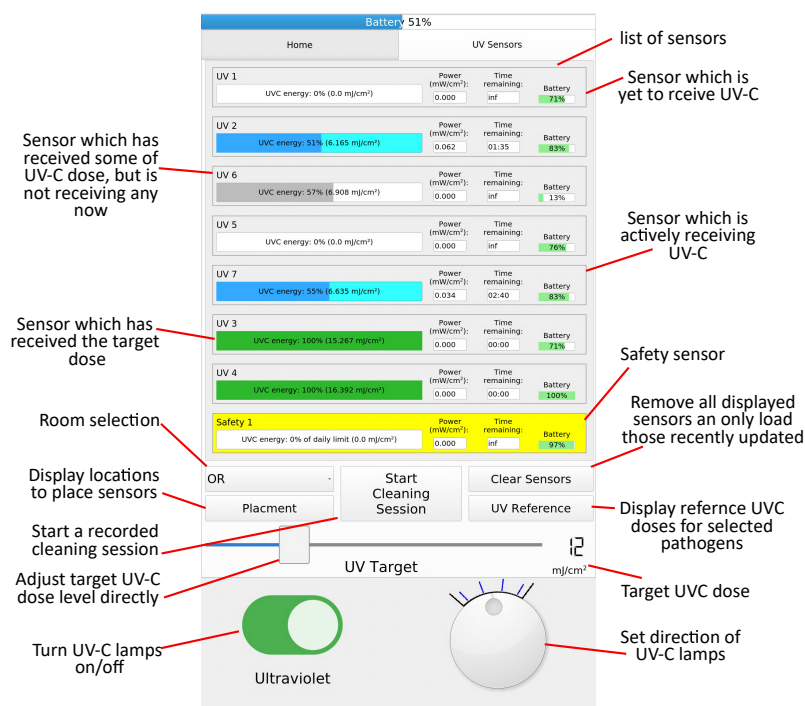 Battery 51%
Home
UV Sensors
list of sensors
UV 1
UVC energy: 0% (0.0 mJ/cm²)
Power
(mW/cm²):
0.000
Time
remaining:
inf
Battery
71%
Sensor which is
yet to rceive UV-C
UV 2
UVC energy: 51% (6.165 mJ/cm²)
Power
(mW/cm²):
0.062
Time
remaining:
01:35
Battery
83%
Sensor which has
received some of
UV-C dose, but is
not receiving any
now
UV 6
UVC energy: 57% (6.908 mJ/cm²)
Power
(mW/cm²):
0.000
Time
remaining:
inf
Battery
13%
UV 5
UVC energy: 0% (0.0 mJ/cm²)
Power
(mW/cm²):
0.000
Time
remaining:
inf
Battery
76%
Sensor which is
actively receiving
UV-C
UV 7
UVC energy: 55% (6.635 mJ/cm²)
Power
(mW/cm²):
0.034
Time
remaining:
02:40
Battery
83%
Sensor which has
received the target
dose
UV 3
UVC energy: 100% (15.267 mJ/cm²)
Power
(mW/cm²):
0.000
Time
remaining:
00:00
Battery
71%
UV 4
UVC energy: 100% (16.392 mJ/cm²)
Power
(mW/cm²):
0.000
Time
remaining:
00:00
Battery
100%
Safety sensor
Safety 1
UVC energy: 0% of daily limit (0.0 mJ/cm²)
Power
(mW/cm²):
0.000
Time
remaining:
inf
Battery
97%
Remove all displayed
sensors an only load
those recently updated
Room selection
OR
Start
Cleaning
Session
Clear Sensors
Display locations
to place sensors
Placment
UV Reference
Display refernce UVC
doses for selected
pathogens
Start a recorded
cleaning session
UV Target
12
mJ/cm²
Adjust target UV-C
dose level directly
Target UVC dose
Turn UV-C lamps
on/off
Ultraviolet
Set direction of
UV-C lamps